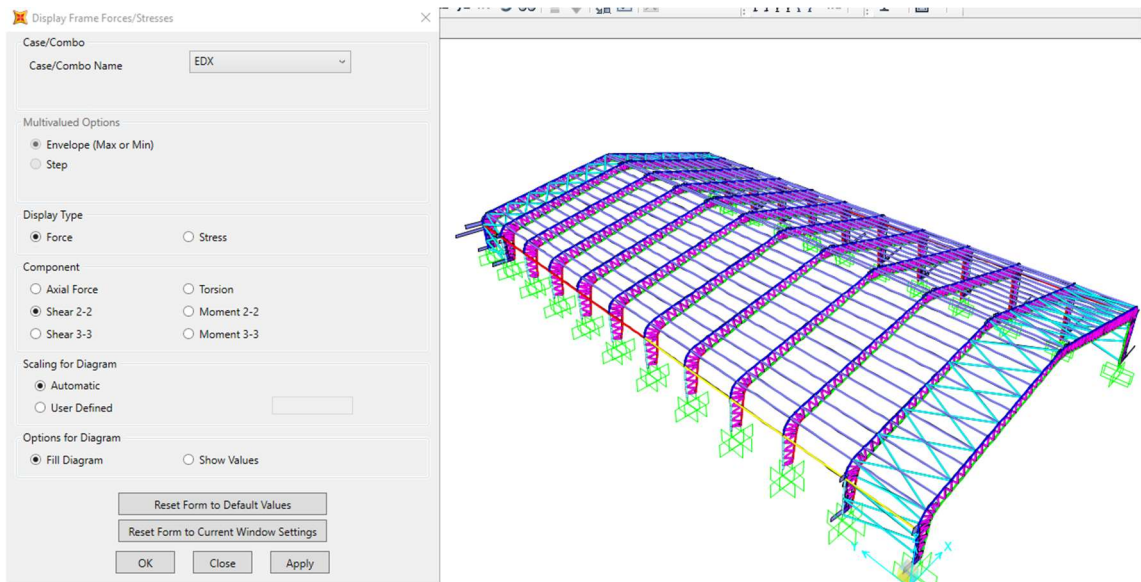 Display Frame Forces/Stresses
Case/Combo
Case/Combo Name EDX
Multivalued Options
Envelope (Max or Min)
Step
Display Type
Force Stress
Component
Axial Force Torsion
Shear 2-2 Moment 2-2
Shear 3-3 Moment 3-3
Scaling for Diagram
Automatic
User Defined
Options for Diagram
Fill Diagram Show Values
Reset Form to Default Values
Reset Form to Current Window Settings
OK Close Apply
Y X